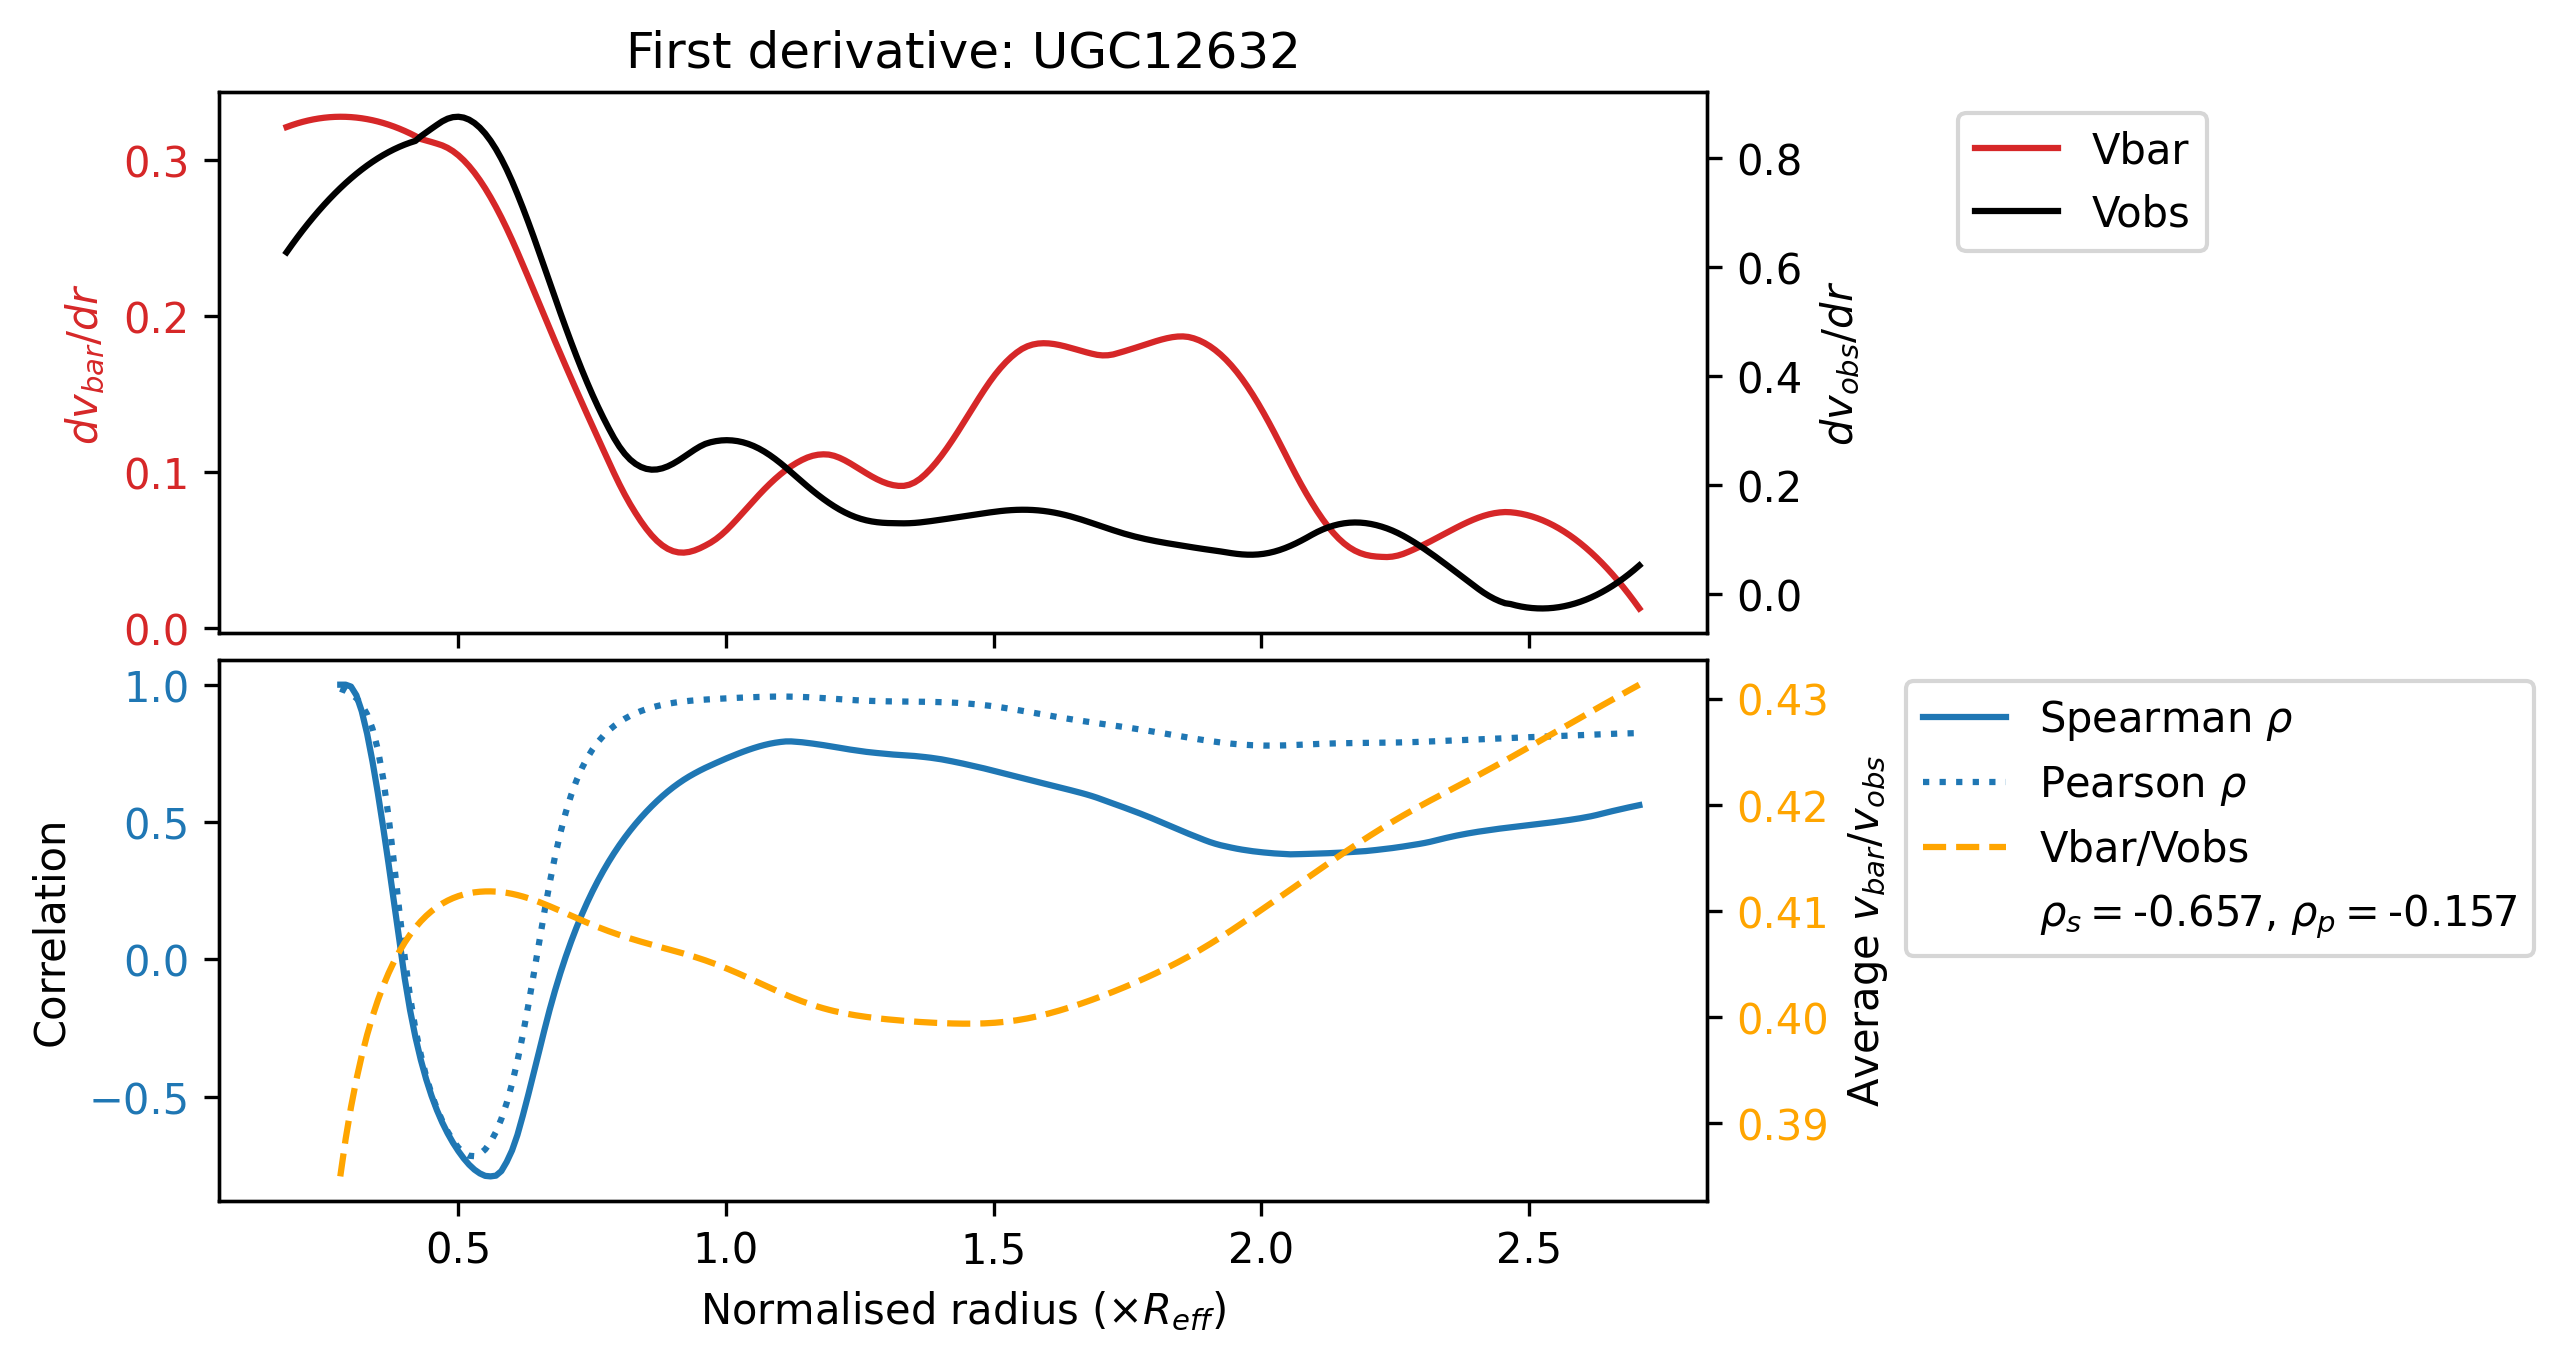 First derivative: UGC12632
0.3
0.2
0.1
0.0
dv_bar/dr
0.8
0.6
0.4
0.2
0.0
dv_obs/dr
Vbar
Vobs
1.0
0.5
0.0
−0.5
Correlation
0.43
0.42
0.41
0.40
0.39
Average v_bar/v_obs
Spearman ρ
Pearson ρ
Vbar/Vobs
ρ_s = -0.657, ρ_p = -0.157
0.5 1.0 1.5 2.0 2.5
Normalised radius (×R_eff)